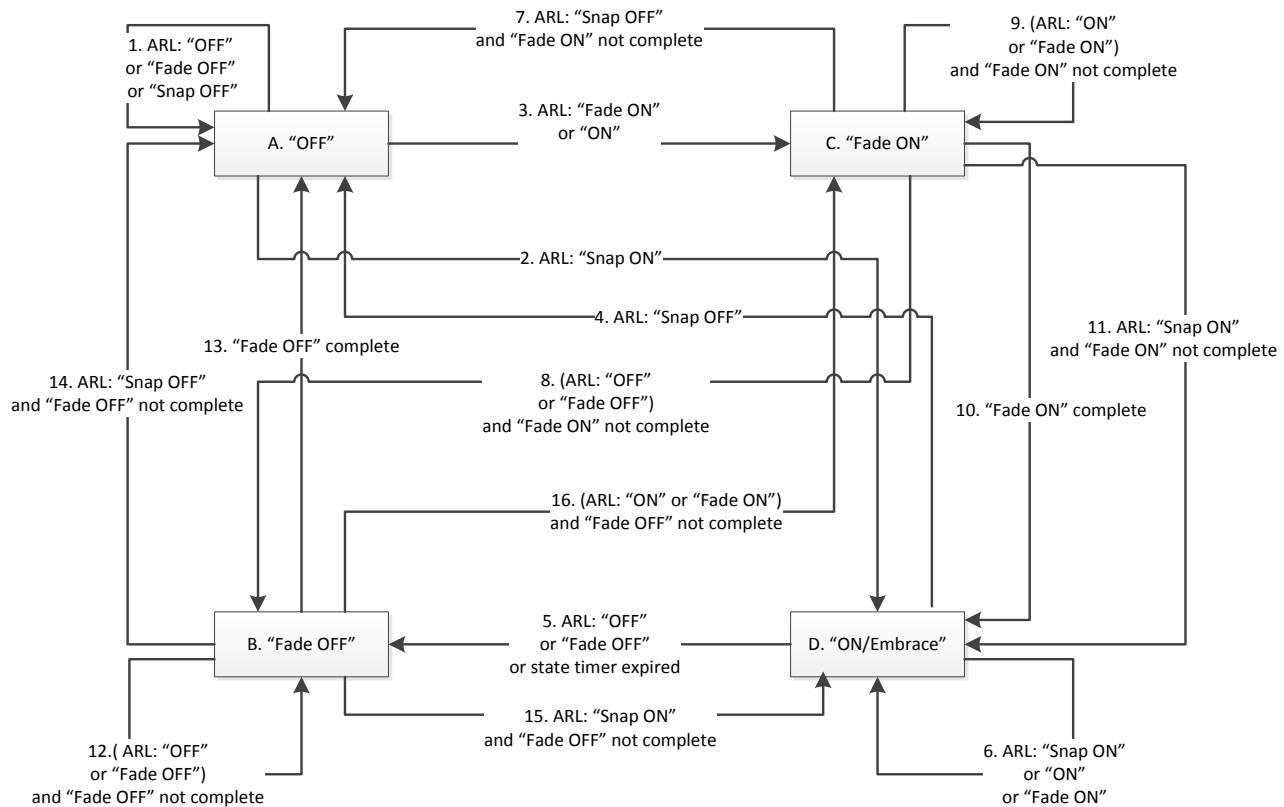 7. ARL: “Snap OFF”
and “Fade ON” not complete
9. (ARL: “ON”
or “Fade ON”)
and “Fade ON” not complete
1. ARL: “OFF”
or “Fade OFF”
or “Snap OFF”
3. ARL: “Fade ON”
or “ON”
A. “OFF”
C. “Fade ON”
2. ARL: “Snap ON”
4. ARL: “Snap OFF”
11. ARL: “Snap ON”
and “Fade ON” not complete
13. “Fade OFF” complete
14. ARL: “Snap OFF”
and “Fade OFF” not complete
8. (ARL: “OFF”
or “Fade OFF”)
and “Fade ON” not complete
10. “Fade ON” complete
16. (ARL: “ON” or “Fade ON”)
and “Fade OFF” not complete
5. ARL: “OFF”
or “Fade OFF”
or state timer expired
B. “Fade OFF”
D. “ON/Embrace”
15. ARL: “Snap ON”
and “Fade OFF” not complete
12.( ARL: “OFF”
or “Fade OFF”)
and “Fade OFF” not complete
6. ARL: “Snap ON”
or “ON”
or “Fade ON”